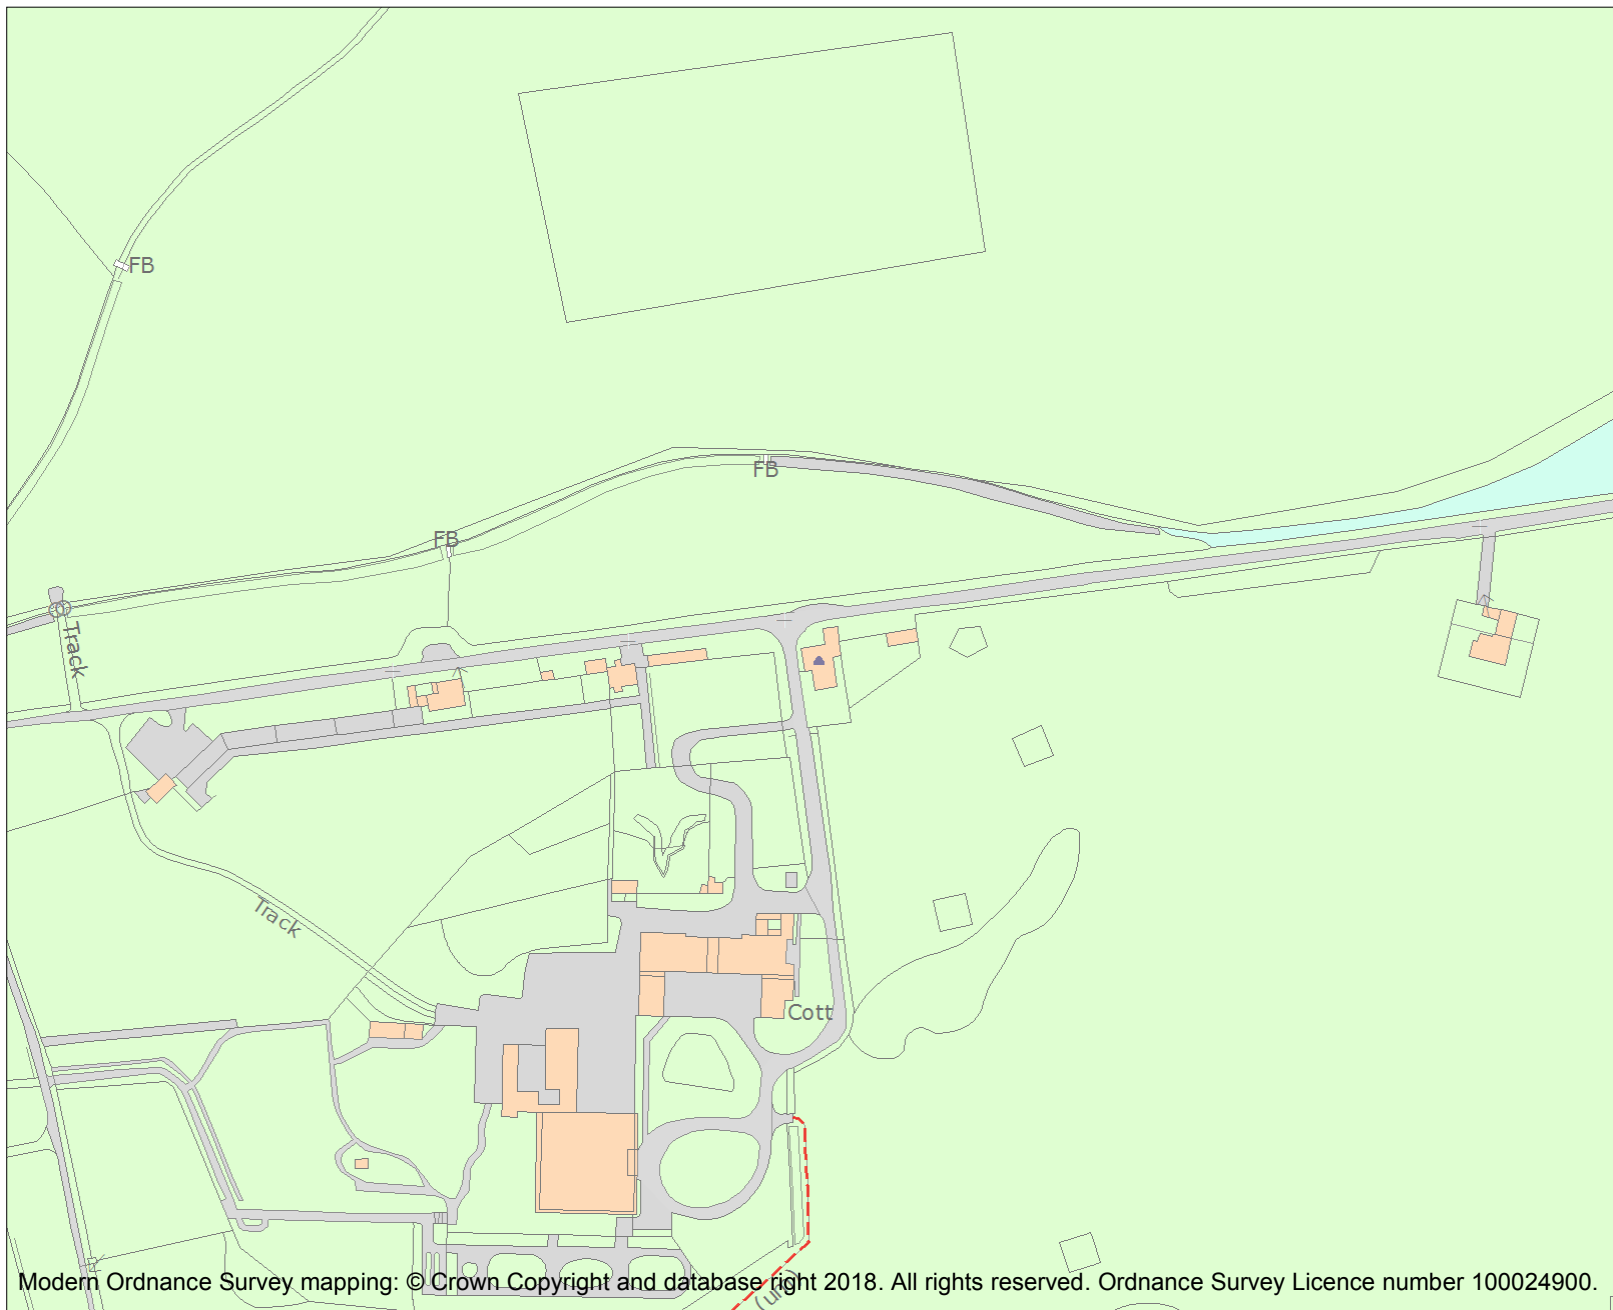 FB
FB
FB
Track
Track
Cott
(um)
Modern Ordnance Survey mapping: © Crown Copyright and database right 2018. All rights reserved. Ordnance Survey Licence number 100024900.